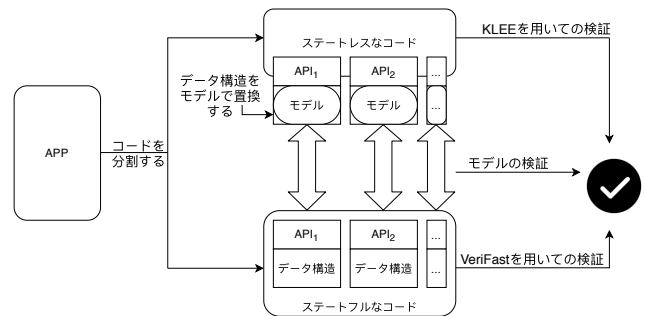 ステートレスなコード
KLEEを用いての検証
API1
API2
...
データ構造を
モデルで置換
する
モデル
モデル
...
APP
コードを
分割する
モデルの検証
API1
API2
...
データ構造
データ構造
...
VeriFastを用いての検証
ステートフルなコード